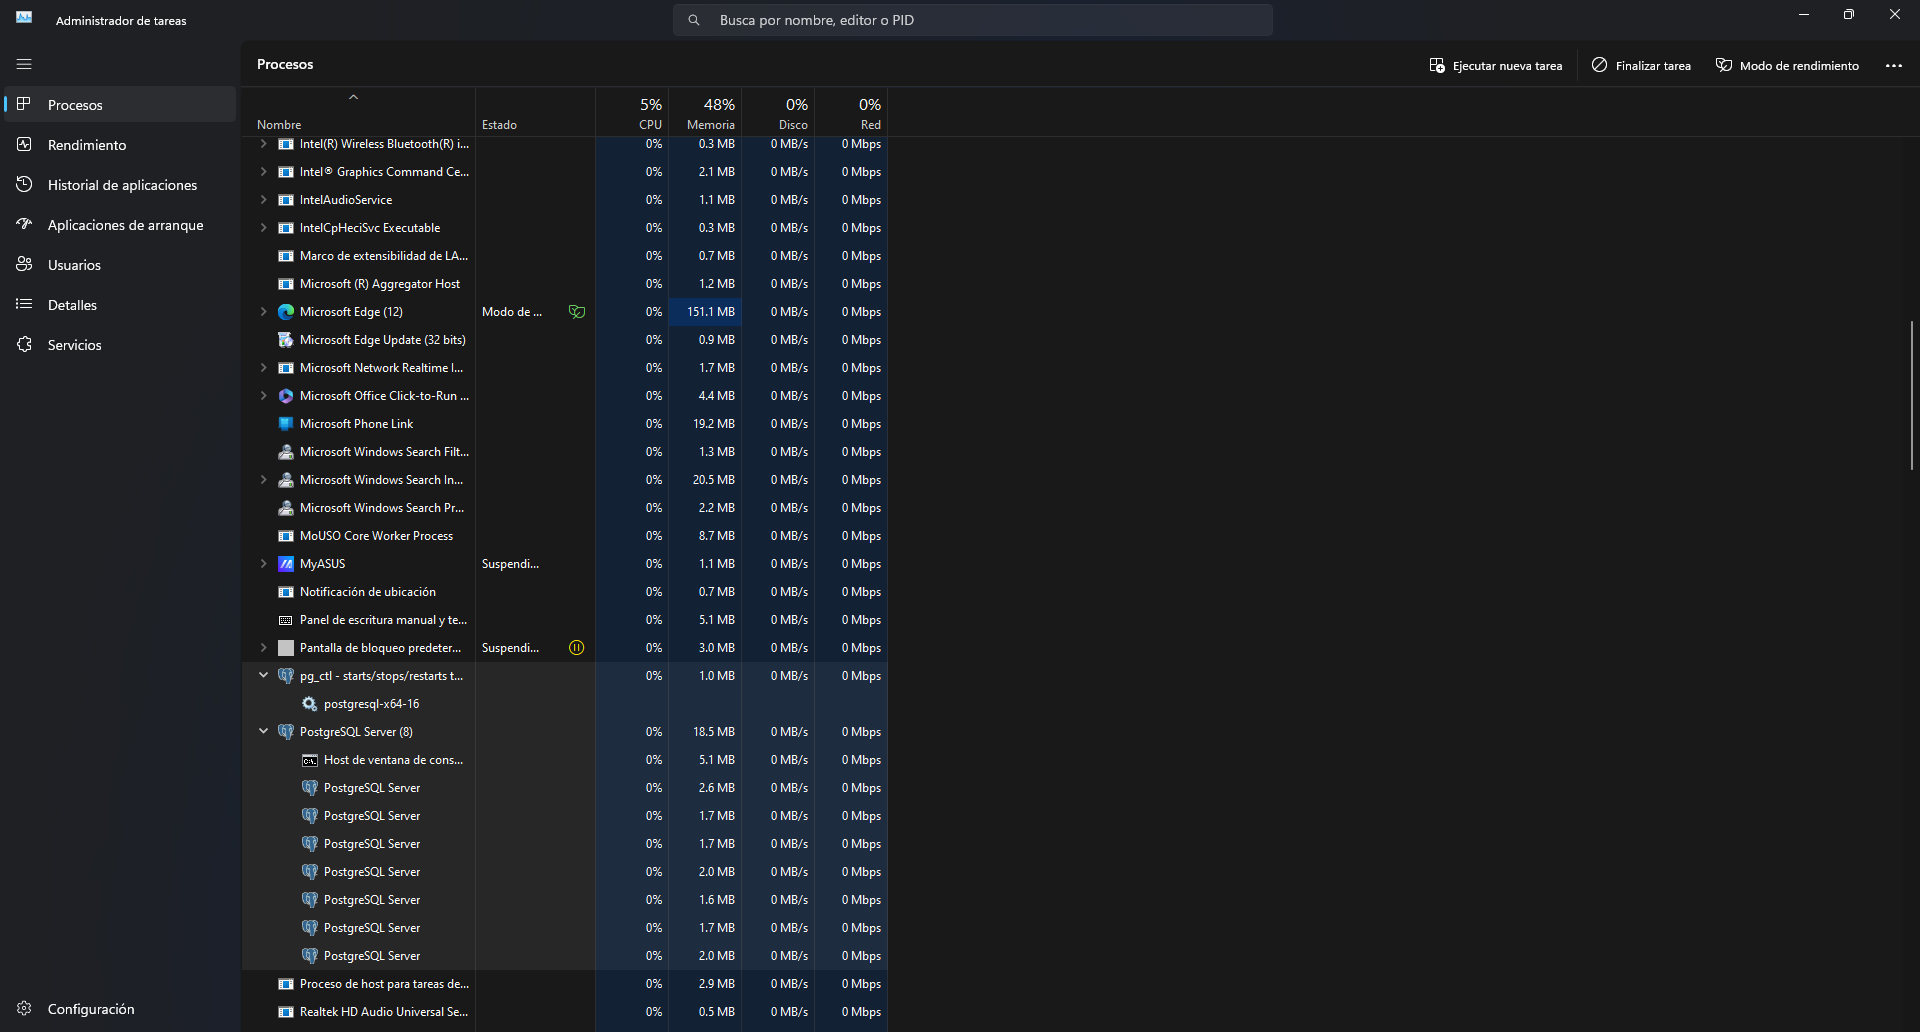 Administrador de tareas
Busca por nombre, editor o PID
Procesos
Rendimiento
Historial de aplicaciones
Aplicaciones de arranque
Usuarios
Detalles
Servicios
Configuración
Procesos
Ejecutar nueva tarea
Finalizar tarea
Modo de rendimiento
5% 48% 0% 0%
Nombre Estado CPU Memoria Disco Red
Intel(R) Wireless Bluetooth(R) i... 0% 0.3 MB 0 MB/s 0 Mbps
Intel® Graphics Command Ce... 0% 2.1 MB 0 MB/s 0 Mbps
IntelAudioService 0% 1.1 MB 0 MB/s 0 Mbps
IntelCpHeciSvc Executable 0% 0.3 MB 0 MB/s 0 Mbps
Marco de extensibilidad de LA... 0% 0.7 MB 0 MB/s 0 Mbps
Microsoft (R) Aggregator Host 0% 1.2 MB 0 MB/s 0 Mbps
Microsoft Edge (12) Modo de ... 0% 151.1 MB 0 MB/s 0 Mbps
Microsoft Edge Update (32 bits) 0% 0.9 MB 0 MB/s 0 Mbps
Microsoft Network Realtime I... 0% 1.7 MB 0 MB/s 0 Mbps
Microsoft Office Click-to-Run ... 0% 4.4 MB 0 MB/s 0 Mbps
Microsoft Phone Link 0% 19.2 MB 0 MB/s 0 Mbps
Microsoft Windows Search Filt... 0% 1.3 MB 0 MB/s 0 Mbps
Microsoft Windows Search In... 0% 20.5 MB 0 MB/s 0 Mbps
Microsoft Windows Search Pr... 0% 2.2 MB 0 MB/s 0 Mbps
MoUSO Core Worker Process 0% 8.7 MB 0 MB/s 0 Mbps
MyASUS Suspendi... 0% 1.1 MB 0 MB/s 0 Mbps
Notificación de ubicación 0% 0.7 MB 0 MB/s 0 Mbps
Panel de escritura manual y te... 0% 5.1 MB 0 MB/s 0 Mbps
Pantalla de bloqueo predeter... Suspendi... 0% 3.0 MB 0 MB/s 0 Mbps
pg_ctl - starts/stops/restarts t... 0% 1.0 MB 0 MB/s 0 Mbps
postgresql-x64-16
PostgreSQL Server (8) 0% 18.5 MB 0 MB/s 0 Mbps
Host de ventana de cons... 0% 5.1 MB 0 MB/s 0 Mbps
PostgreSQL Server 0% 2.6 MB 0 MB/s 0 Mbps
PostgreSQL Server 0% 1.7 MB 0 MB/s 0 Mbps
PostgreSQL Server 0% 1.7 MB 0 MB/s 0 Mbps
PostgreSQL Server 0% 2.0 MB 0 MB/s 0 Mbps
PostgreSQL Server 0% 1.6 MB 0 MB/s 0 Mbps
PostgreSQL Server 0% 1.7 MB 0 MB/s 0 Mbps
PostgreSQL Server 0% 2.0 MB 0 MB/s 0 Mbps
Proceso de host para tareas de... 0% 2.9 MB 0 MB/s 0 Mbps
Realtek HD Audio Universal Se... 0% 0.5 MB 0 MB/s 0 Mbps